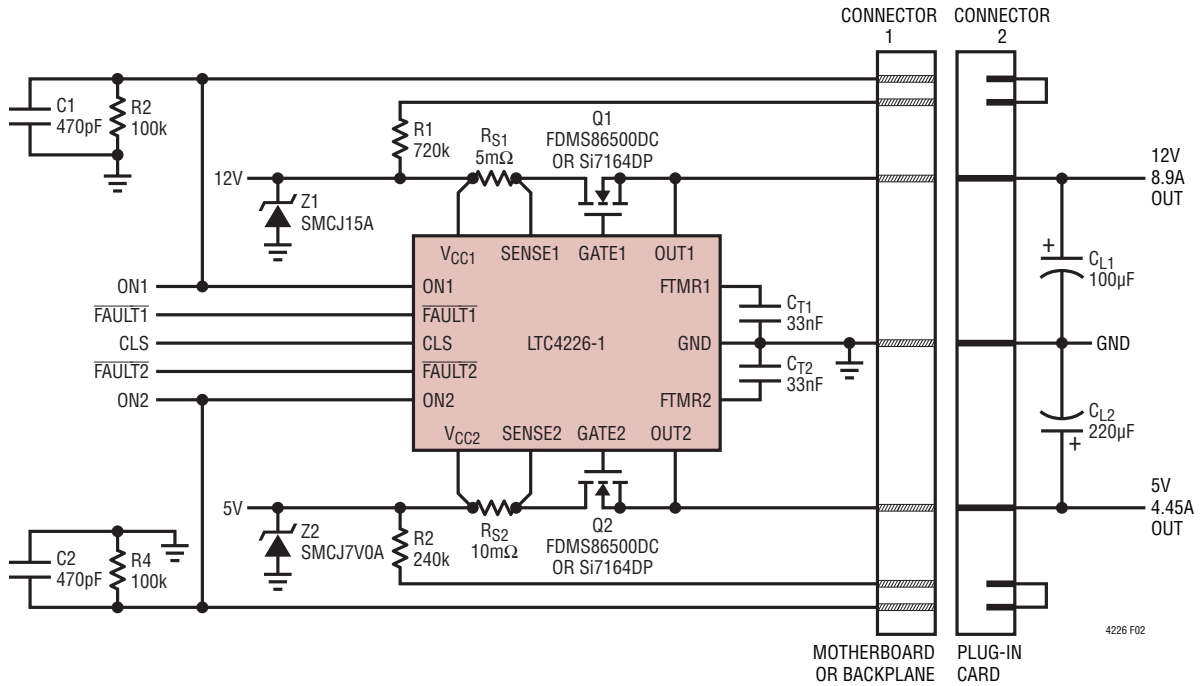 CONNECTOR
1
CONNECTOR
2
C1
470pF
R2
100k
R1
720k
RS1
5mΩ
Q1
FDMS86500DC
OR Si7164DP
12V
Z1
SMCJ15A
12V
8.9A
OUT
VCC1
SENSE1
GATE1
OUT1
ON1
FAULT1
CLS
FAULT2
ON2
ON1
FAULT1
CLS
FAULT2
ON2
LTC4226-1
FTMR1
GND
FTMR2
CT1
33nF
CT2
33nF
CL1
100µF
GND
CL2
220µF
VCC2
SENSE2
GATE2
OUT2
5V
Z2
SMCJ7V0A
R2
240k
RS2
10mΩ
Q2
FDMS86500DC
OR Si7164DP
5V
4.45A
OUT
C2
470pF
R4
100k
4226 F02
MOTHERBOARD
OR BACKPLANE
PLUG-IN
CARD